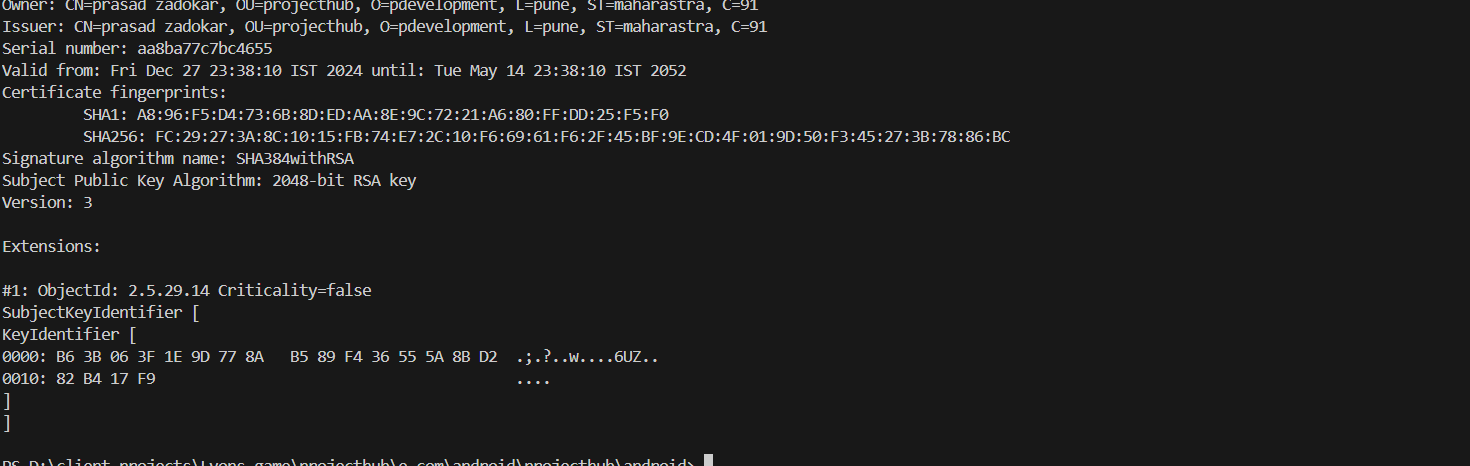 Owner: CN=prasad zadokar, OU=projecthub, O=pdevelopment, L=pune, ST=maharastra, C=91
Issuer: CN=prasad zadokar, OU=projecthub, O=pdevelopment, L=pune, ST=maharastra, C=91
Serial number: aa8ba77c7bc4655
Valid from: Fri Dec 27 23:38:10 IST 2024 until: Tue May 14 23:38:10 IST 2052
Certificate fingerprints:
SHA1: A8:96:F5:D4:73:6B:8D:ED:AA:8E:9C:72:21:A6:80:FF:DD:25:F5:F0
SHA256: FC:29:27:3A:8C:10:15:FB:74:E7:2C:10:F6:69:61:F6:2F:45:BF:9E:CD:4F:01:9D:50:F3:45:27:3B:78:86:BC
Signature algorithm name: SHA384withRSA
Subject Public Key Algorithm: 2048-bit RSA key
Version: 3
Extensions:
#1: ObjectId: 2.5.29.14 Criticality=false
SubjectKeyIdentifier [
KeyIdentifier [
0000: B6 3B 06 3F 1E 9D 77 8A   B5 89 F4 36 55 5A 8B D2  .;.?..w....6UZ..
0010: 82 B4 17 F9                                        ....
]
]
PS D:\client projects\Lyons game\projecthub\e com\android\projecthub\android>